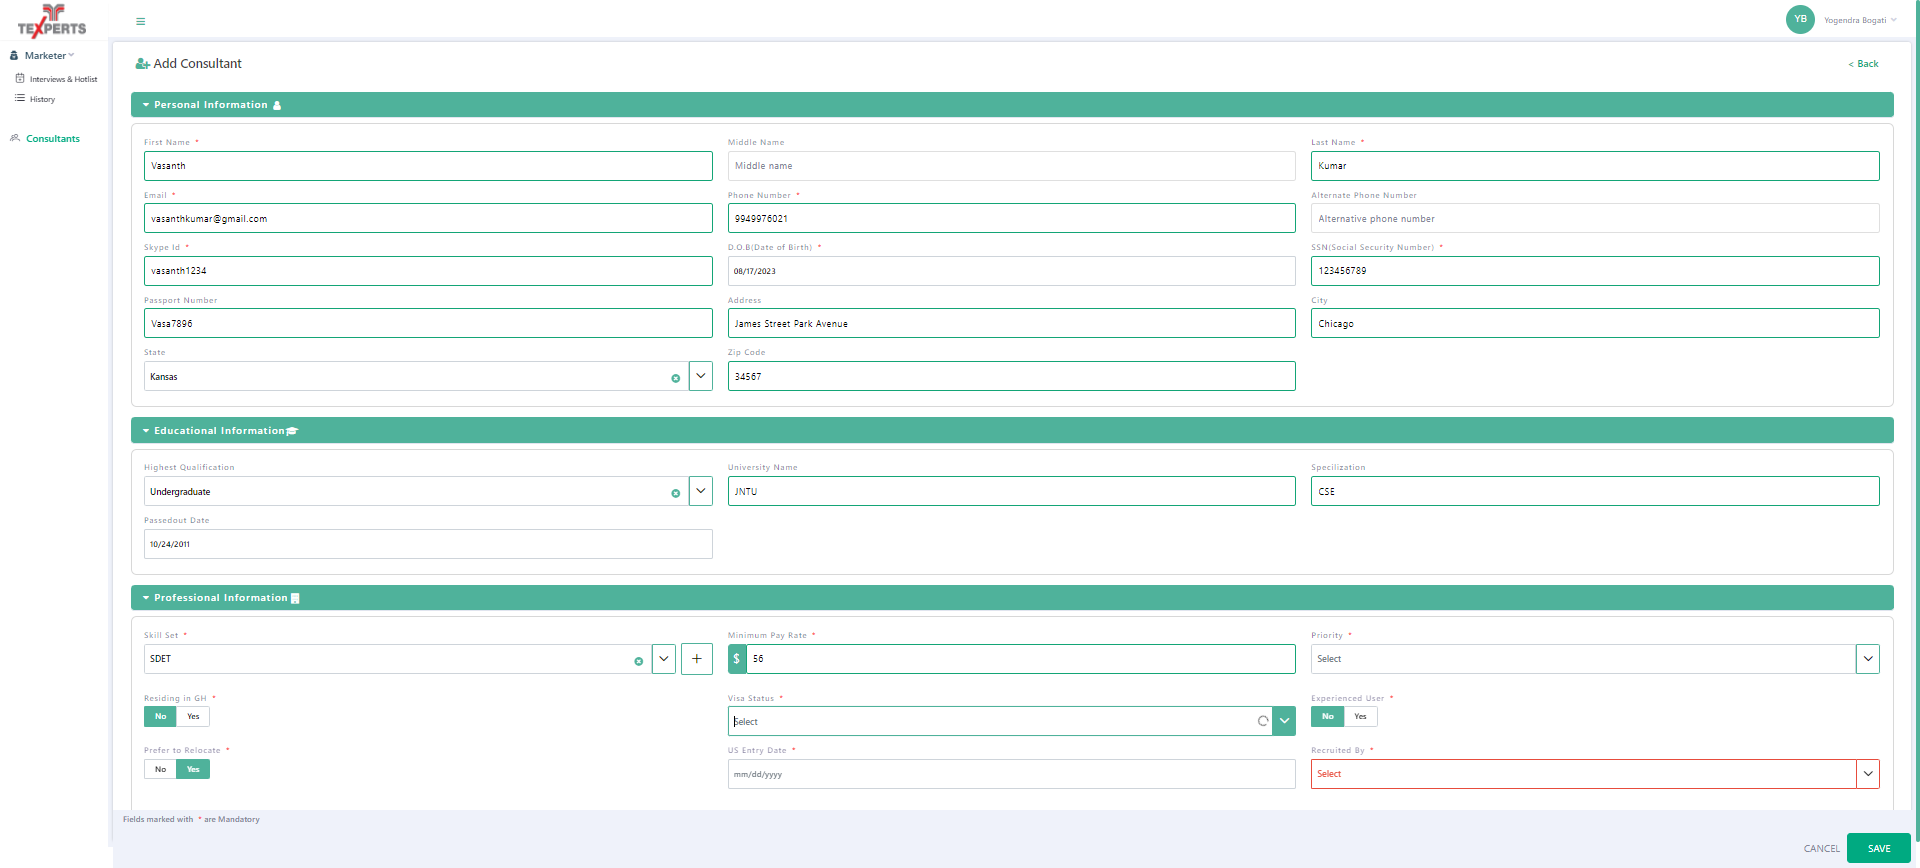 TEXPERTS
YB
Yogendra Bogati
Marketer
Interviews & Hotlist
History
Consultants
Add Consultant
< Back
Personal Information
First Name *
Middle Name
Last Name *
Vasanth
Middle name
Kumar
Email *
Phone Number *
Alternate Phone Number
vasanthkumar@gmail.com
9949976021
Alternative phone number
Skype Id *
D.O.B(Date of Birth) *
SSN(Social Security Number) *
vasanth1234
08/17/2023
123456789
Passport Number
Address
City
Vasa7896
James Street Park Avenue
Chicago
State
Zip Code
Kansas
34567
Educational Information
Highest Qualification
University Name
Specilization
Undergraduate
JNTU
CSE
Passedout Date
10/24/2011
Professional Information
Skill Set *
Minimum Pay Rate *
Priority *
SDET
+
$ 56
Select
Residing in GH *
Visa Status *
Experienced User *
No Yes
Select
No Yes
Prefer to Relocate *
US Entry Date *
Recruited By *
No Yes
mm/dd/yyyy
Select
Fields marked with * are Mandatory
CANCEL
SAVE